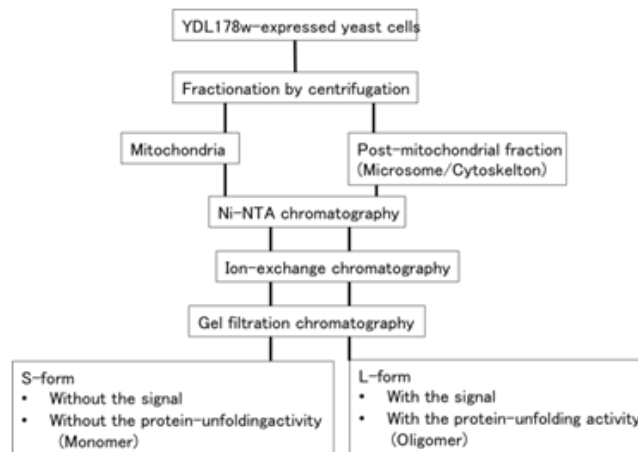 YDL178w-expressed yeast cells
Fractionation by centrifugation
Mitochondria
Post-mitochondrial fraction
(Microsome/Cytoskelton)
Ni-NTA chromatography
Ion-exchange chromatography
Gel filtration chromatography
S-form
• Without the signal
• Without the protein-unfoldingactivity
(Monomer)
L-form
• With the signal
• With the protein-unfolding activity
(Oligomer)